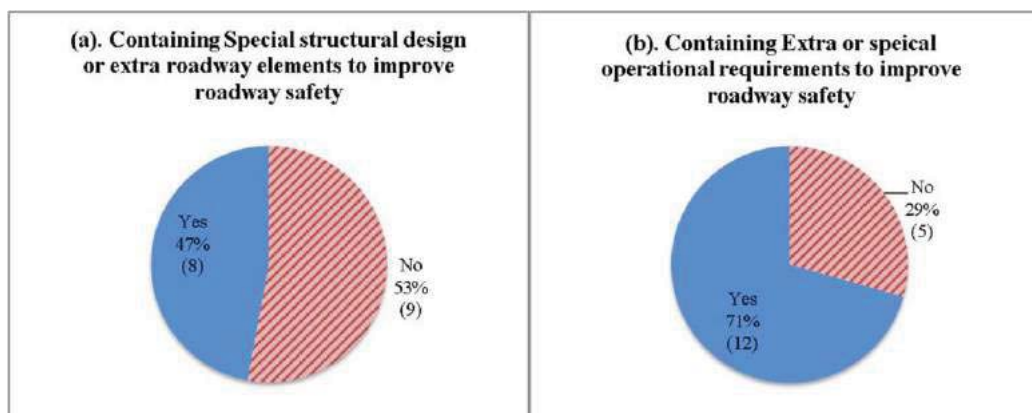 (a). Containing Special structural design
or extra roadway elements to improve
roadway safety
Yes
47%
(8)
No
53%
(9)
(b). Containing Extra or speical
operational requirements to improve
roadway safety
No
29%
(5)
Yes
71%
(12)